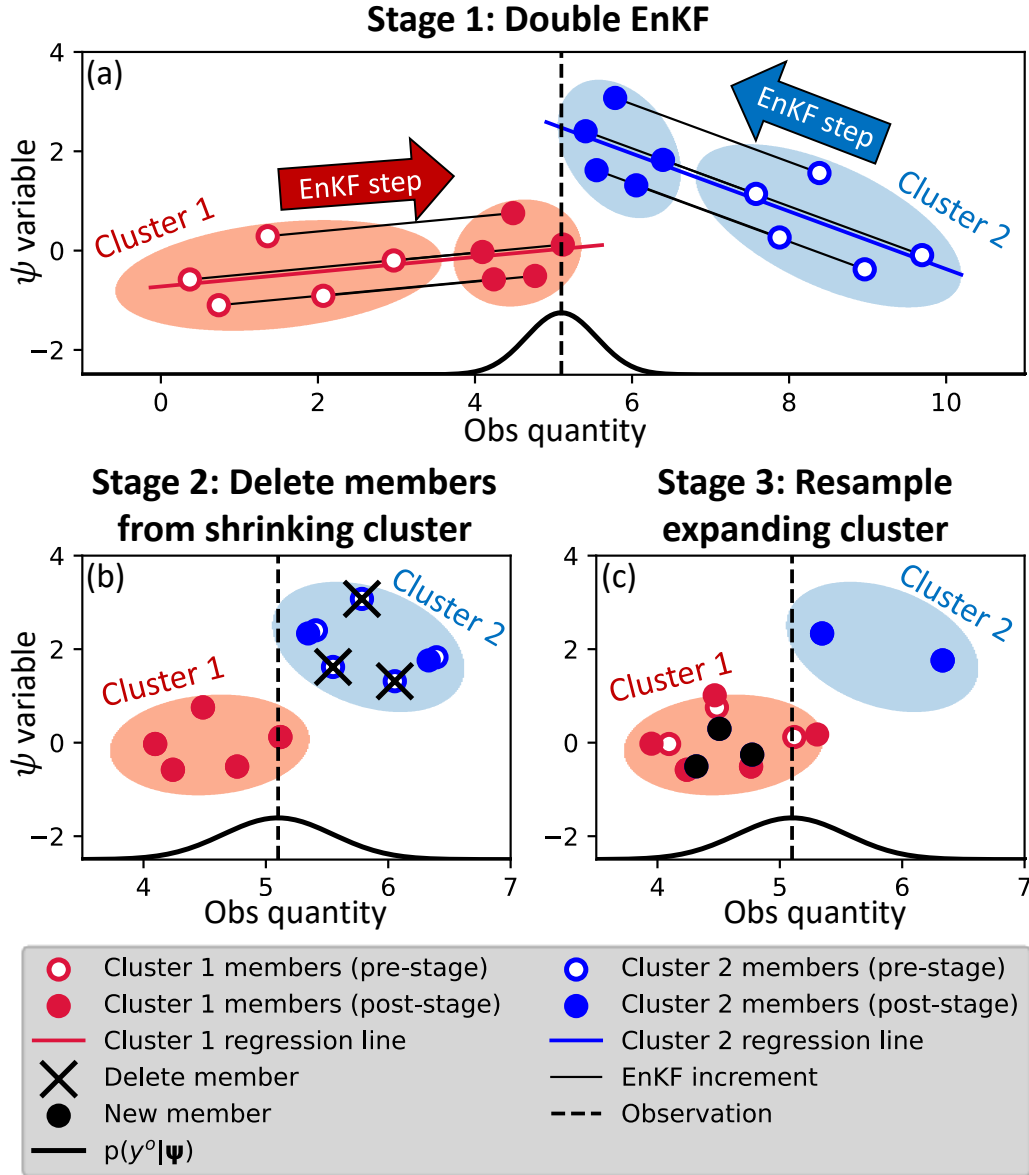 Stage 1: Double EnKF
(a)
4
2
0
−2
ψ variable
EnKF step
EnKF step
Cluster 1
Cluster 2
0
2
4
6
8
10
Obs quantity
Stage 2: Delete members
from shrinking cluster
(b)
4
2
0
−2
ψ variable
Cluster 1
Cluster 2
4
5
6
7
Obs quantity
Stage 3: Resample
expanding cluster
(c)
4
2
0
−2
ψ variable
Cluster 1
Cluster 2
4
5
6
7
Obs quantity
Cluster 1 members (pre-stage)
Cluster 1 members (post-stage)
Cluster 1 regression line
Delete member
New member
p(yᵒ|ψ)
Cluster 2 members (pre-stage)
Cluster 2 members (post-stage)
Cluster 2 regression line
EnKF increment
Observation